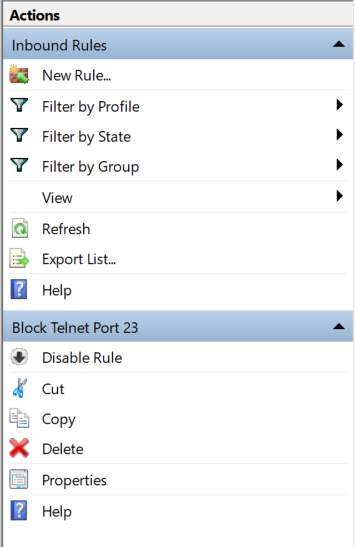 Actions
Inbound Rules
New Rule...
Filter by Profile
Filter by State
Filter by Group
View
Refresh
Export List...
Help
Block Telnet Port 23
Disable Rule
Cut
Copy
Delete
Properties
Help